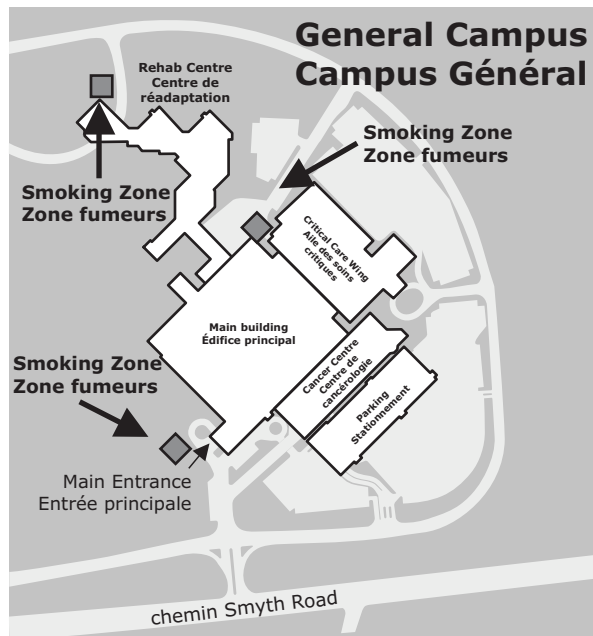 General Campus
Campus Général
Rehab Centre
Centre de
réadaptation
Smoking Zone
Zone fumeurs
Smoking Zone
Zone fumeurs
Critical Care Wing
Aile des soins
critiques
Main building
Édifice principal
Smoking Zone
Zone fumeurs
Cancer Centre
Centre de
cancérologie
Parking
Stationnement
Main Entrance
Entrée principale
chemin Smyth Road